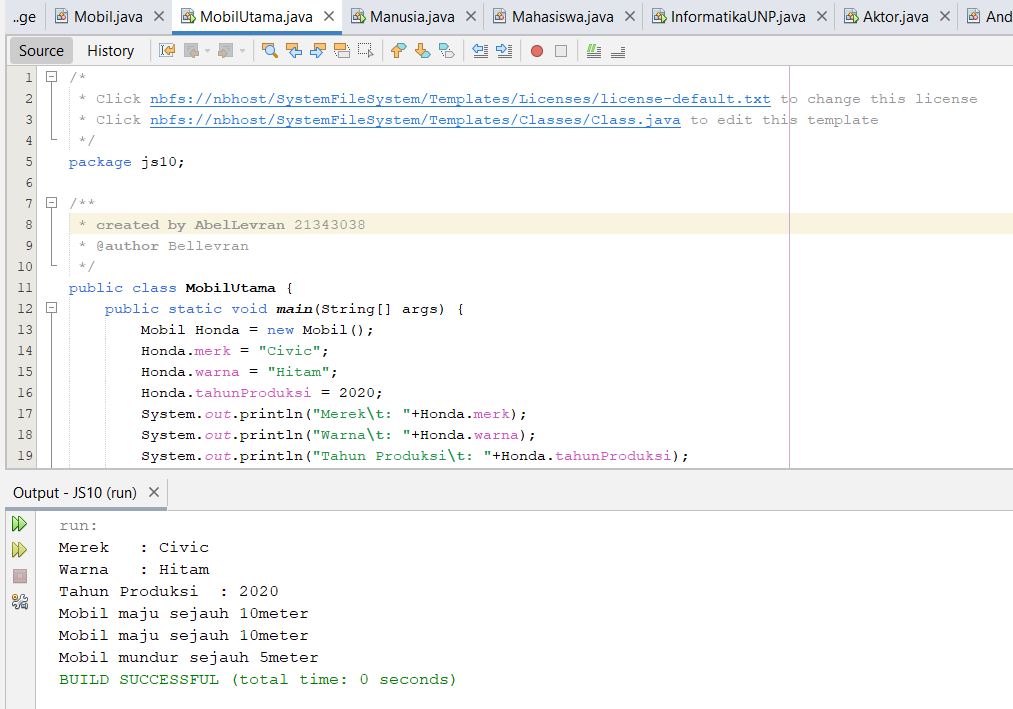 ..ge Mobil.java MobilUtama.java Manusia.java Mahasiswa.java InformatikaUNP.java Aktor.java And
Source History
1 /*
2 * Click nbfs://nbhost/SystemFileSystem/Templates/Licenses/license-default.txt to change this license
3 * Click nbfs://nbhost/SystemFileSystem/Templates/Classes/Class.java to edit this template
4 */
5 package js10;
6
7 /**
8 * created by AbelLevran 21343038
9 * @author Bellevran
10 */
11 public class MobilUtama {
12 public static void main(String[] args) {
13 Mobil Honda = new Mobil();
14 Honda.merk = "Civic";
15 Honda.warna = "Hitam";
16 Honda.tahunProduksi = 2020;
17 System.out.println("Merek\t: "+Honda.merk);
18 System.out.println("Warna\t: "+Honda.warna);
19 System.out.println("Tahun Produksi\t: "+Honda.tahunProduksi);
Output - JS10 (run)
run:
Merek : Civic
Warna : Hitam
Tahun Produksi : 2020
Mobil maju sejauh 10meter
Mobil maju sejauh 10meter
Mobil mundur sejauh 5meter
BUILD SUCCESSFUL (total time: 0 seconds)